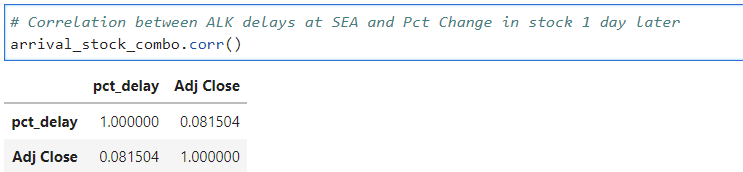 # Correlation between ALK delays at SEA and Pct Change in stock 1 day later
arrival_stock_combo.corr()
pct_delay Adj Close
pct_delay 1.000000 0.081504
Adj Close 0.081504 1.000000